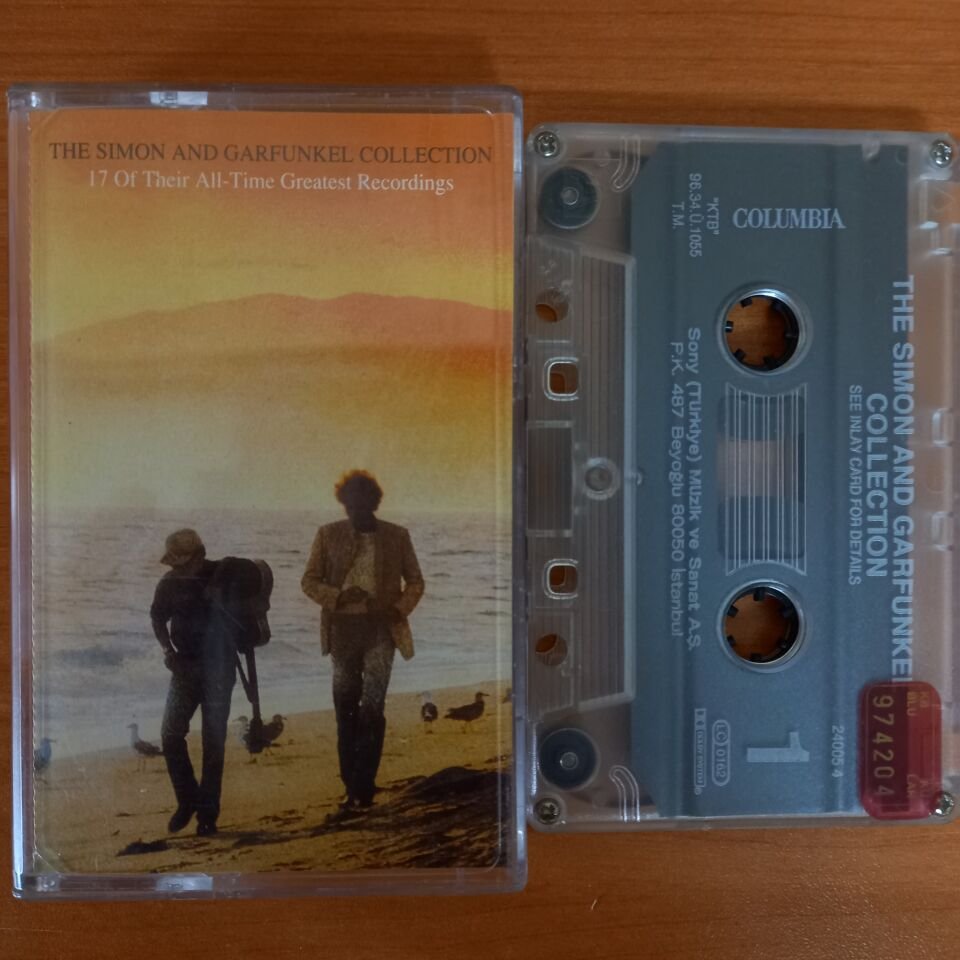 THE SIMON AND GARFUNKEL COLLECTION
17 Of Their All-Time Greatest Recordings
THE SIMON AND GARFUNKEL
COLLECTION
SEE INLAY CARD FOR DETAILS
COLUMBIA
"KTB"
96.34.Ü.1055
T.M.
Sony (Türkiye) Müzik ve Sanat A.Ş.
P.K. 487 Beyoğlu 80050 İstanbul
1
24005 4
LC 0162
974204